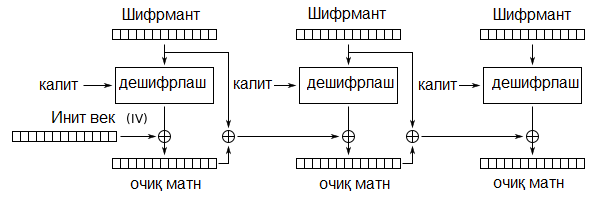 Шифрмант Шифрмант Шифрмант
калит дешифрлаш калит дешифрлаш калит дешифрлаш
Инит век (IV)
очиқ матн очиқ матн очиқ матн